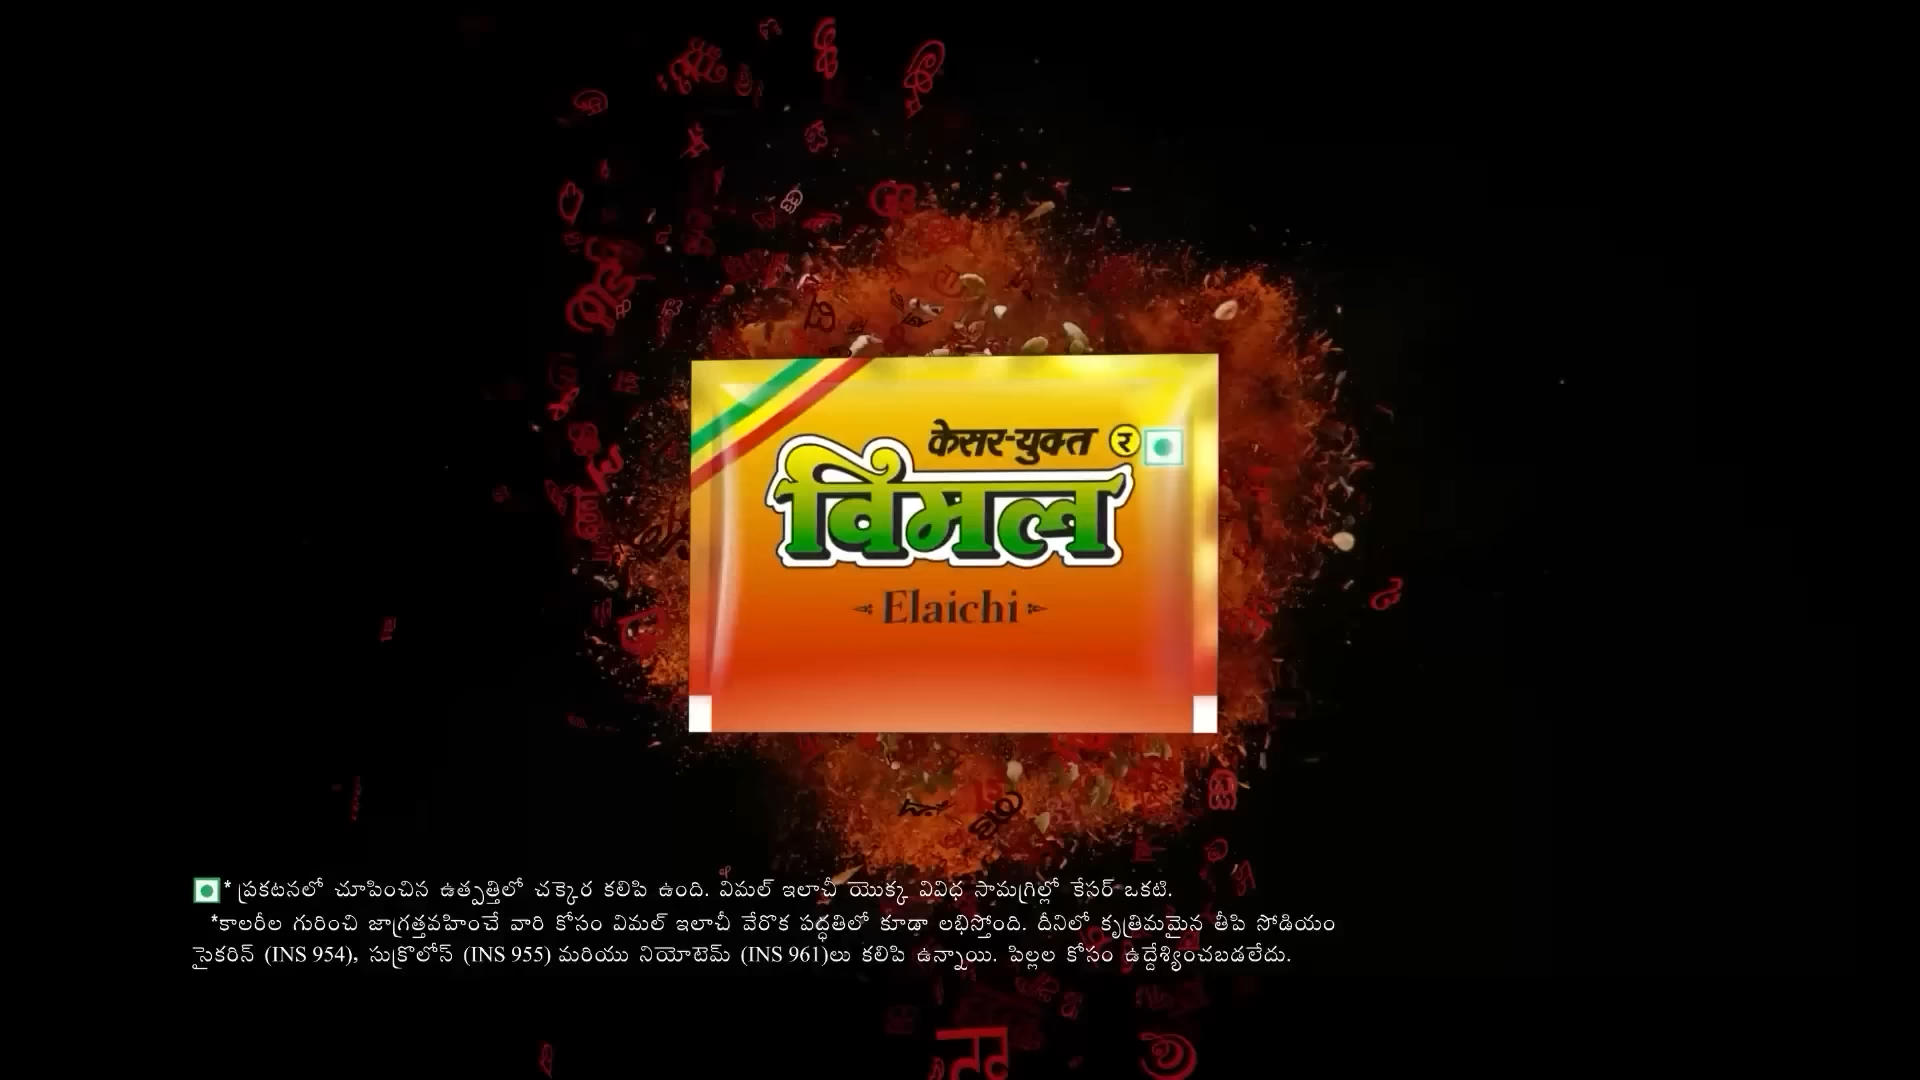 केसर-युक्त र
विमल
Elaichi
* ప్రకటనలో చూపించిన ఉత్పత్తిలో చక్కెర కలిపి ఉంది. విమల్ ఇలాచీ యొక్క వివిధ సామగ్రిల్లో కేసర్ ఒకటి.
*కాలరీల గురించి జాగ్రత్తవహించే వారి కోసం విమల్ ఇలాచీ వేరొక పద్ధతిలో కూడా లభిస్తోంది. దీనిలో కృత్రిమమైన తీపి సోడియం
సైకరిన్ (INS 954), సుక్రొలోస్ (INS 955) మరియు నియోటెమ్ (INS 961)లు కలిపి ఉన్నాయి. పిల్లల కోసం ఉద్దేశ్యించబడలేదు.